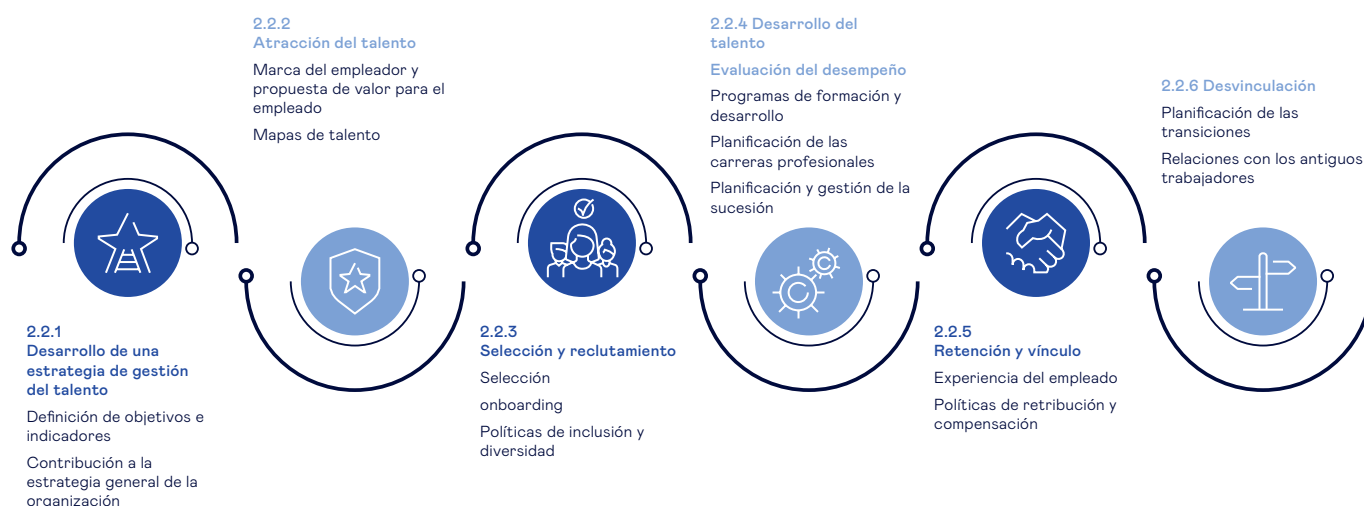 2.2.1
Desarrollo de una
estrategia de gestión
del talento
Definición de objetivos e
indicadores
Contribución a la
estrategia general de la
organización
2.2.2
Atracción del talento
Marca del empleador y
propuesta de valor para el
empleado
Mapas de talento
2.2.3
Selección y reclutamiento
Selección
onboarding
Políticas de inclusión y
diversidad
2.2.4 Desarrollo del
talento
Evaluación del desempeño
Programas de formación y
desarrollo
Planificación de las
carreras profesionales
Planificación y gestión de la
sucesión
2.2.5
Retención y vínculo
Experiencia del empleado
Políticas de retribución y
compensación
2.2.6 Desvinculación
Planificación de las
transiciones
Relaciones con los antiguos
trabajadores